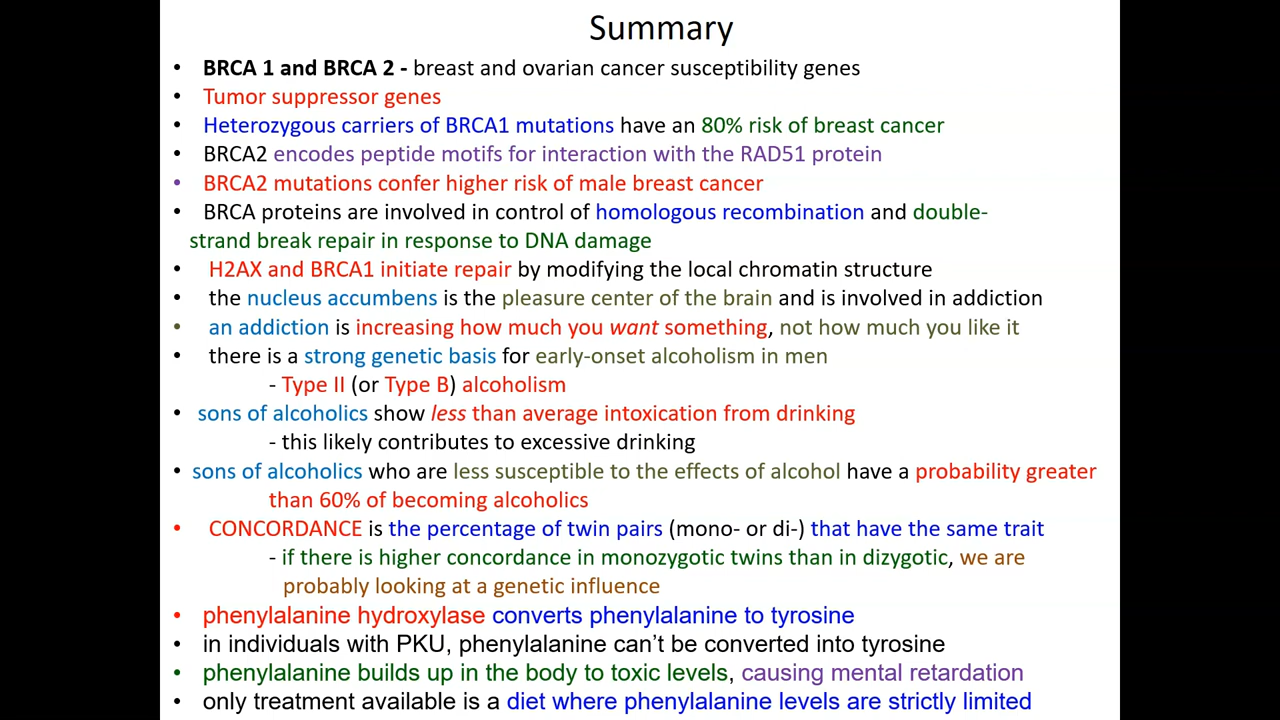 Summary
• BRCA 1 and BRCA 2 - breast and ovarian cancer susceptibility genes
• Tumor suppressor genes
• Heterozygous carriers of BRCA1 mutations have an 80% risk of breast cancer
• BRCA2 encodes peptide motifs for interaction with the RAD51 protein
• BRCA2 mutations confer higher risk of male breast cancer
• BRCA proteins are involved in control of homologous recombination and double-
strand break repair in response to DNA damage
• H2AX and BRCA1 initiate repair by modifying the local chromatin structure
• the nucleus accumbens is the pleasure center of the brain and is involved in addiction
• an addiction is increasing how much you want something, not how much you like it
• there is a strong genetic basis for early-onset alcoholism in men
- Type II (or Type B) alcoholism
• sons of alcoholics show less than average intoxication from drinking
- this likely contributes to excessive drinking
• sons of alcoholics who are less susceptible to the effects of alcohol have a probability greater
than 60% of becoming alcoholics
• CONCORDANCE is the percentage of twin pairs (mono- or di-) that have the same trait
- if there is higher concordance in monozygotic twins than in dizygotic, we are
probably looking at a genetic influence
• phenylalanine hydroxylase converts phenylalanine to tyrosine
• in individuals with PKU, phenylalanine can't be converted into tyrosine
• phenylalanine builds up in the body to toxic levels, causing mental retardation
• only treatment available is a diet where phenylalanine levels are strictly limited